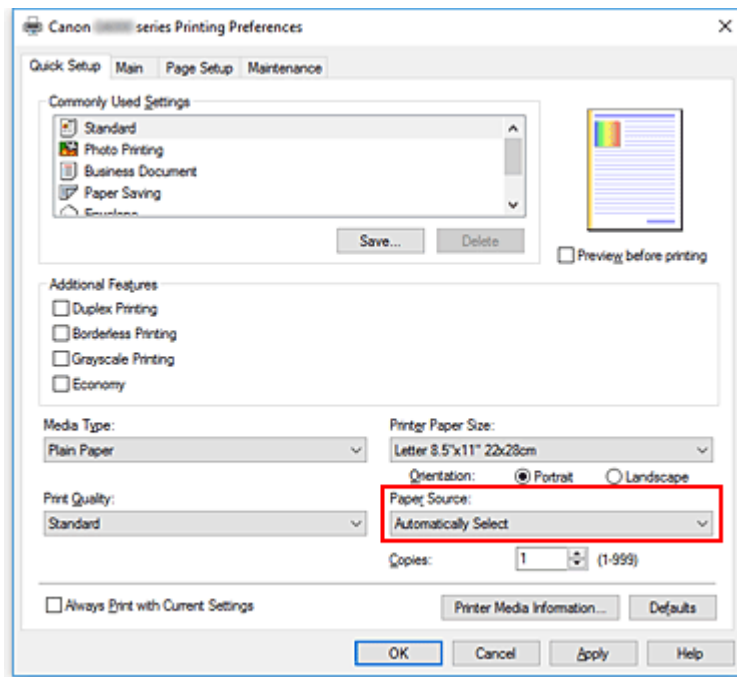 Canon series Printing Preferences
Quick Setup Main Page Setup Maintenance
Commonly Used Settings
Standard
Photo Printing
Business Document
Paper Saving
Envelope
Save... Delete
Preview before printing
Additional Features
Duplex Printing
Borderless Printing
Grayscale Printing
Economy
Media Type: Printer Paper Size:
Plain Paper Letter 8.5"x11" 22x28cm
Orientation: Portrait Landscape
Print Quality: Paper Source:
Standard Automatically Select
Copies: 1 (1-999)
Always Print with Current Settings Printer Media Information... Defaults
OK Cancel Apply Help